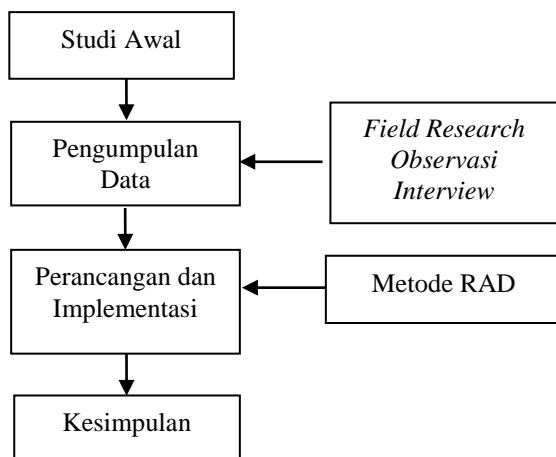 Studi Awal
Pengumpulan
Data
Field Research
Observasi
Interview
Perancangan dan
Implementasi
Metode RAD
Kesimpulan